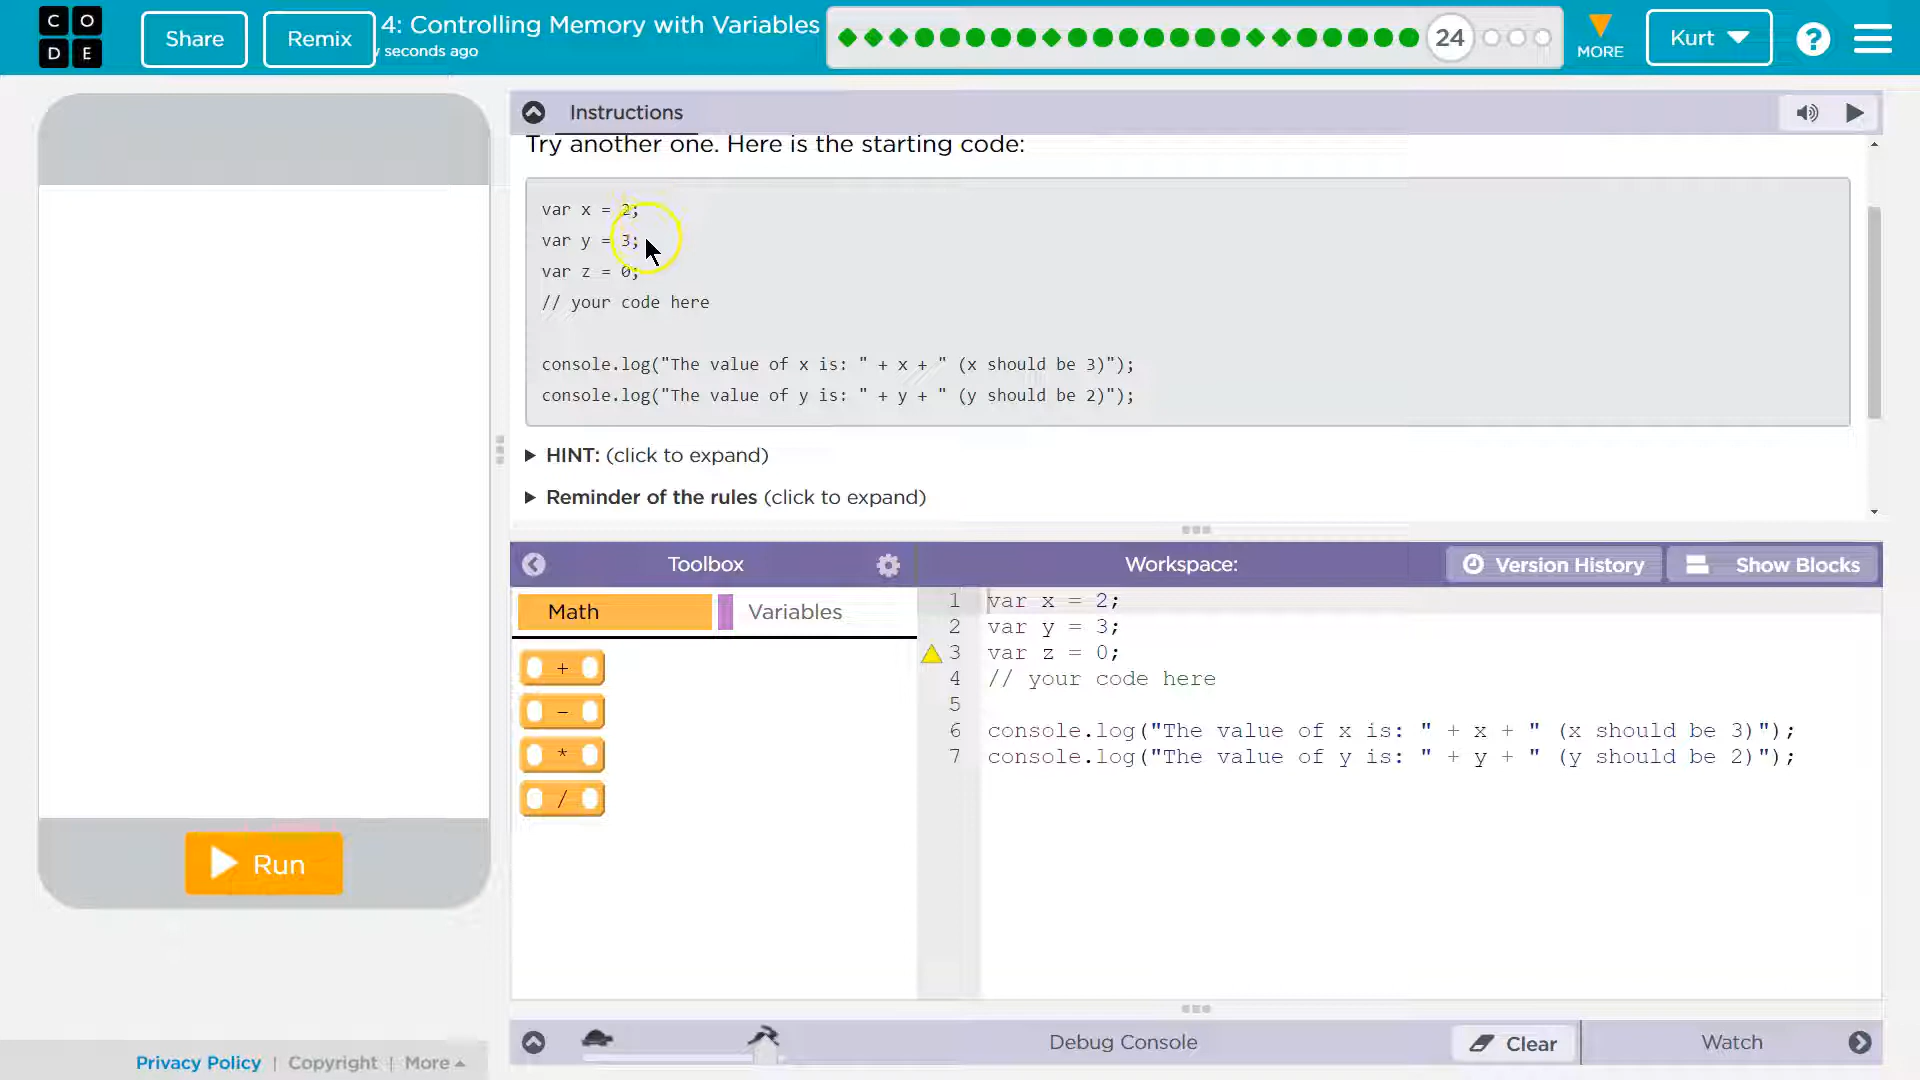 CO
DE
Share
Remix
4: Controlling Memory with Variables
seconds ago
24
MORE
Kurt
?
Instructions
Try another one. Here is the starting code:
var x = 2;
var y = 3;
var z = 0;
// your code here
console.log("The value of x is: " + x + " (x should be 3)");
console.log("The value of y is: " + y + " (y should be 2)");
HINT: (click to expand)
Reminder of the rules (click to expand)
Toolbox
Workspace:
Version History
Show Blocks
Math
Variables
+
-
*
/
1 var x = 2;
2 var y = 3;
3 var z = 0;
4 // your code here
5
6 console.log("The value of x is: " + x + " (x should be 3)");
7 console.log("The value of y is: " + y + " (y should be 2)");
Run
Debug Console
Clear
Watch
Privacy Policy | Copyright | More